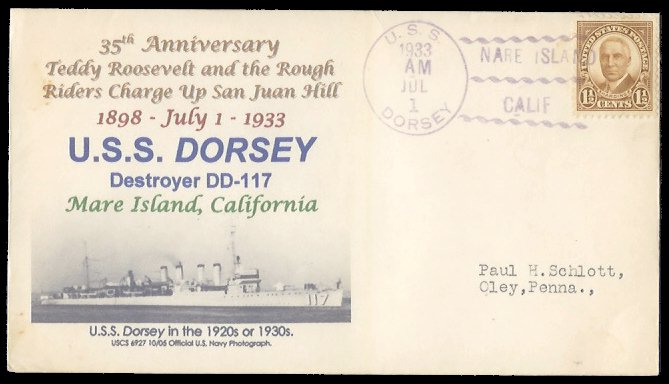 35th Anniversary
Teddy Roosevelt and the Rough
Riders Charge Up San Juan Hill
1898 - July 1 - 1933
U.S.S. DORSEY
Destroyer DD-117
Mare Island, California
117
U.S.S. Dorsey in the 1920s or 1930s.
USCS 6927 10/05 Official U.S. Navy Photograph.
U.S.S.
1933
AM
JUL
1
DORSEY
NARE ISLAND
CALIF
UNITED STATES POSTAGE
HARDING
1½ CENTS 1½
Paul H.Schlott,
Oley,Penna.,